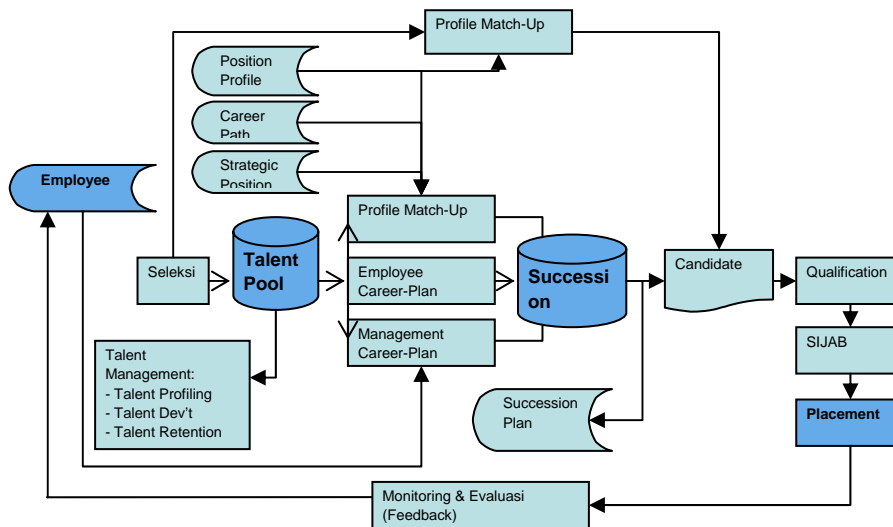 Profile Match-Up
Position
Profile
Career
Path
Strategic
Position
Employee
Profile Match-Up
Seleksi
Talent
Pool
Employee
Career-Plan
Successi
on
Candidate
Qualification
Management
Career-Plan
SIJAB
Talent
Management:
- Talent Profiling
- Talent Dev't
- Talent Retention
Succession
Plan
Placement
Monitoring & Evaluasi
(Feedback)